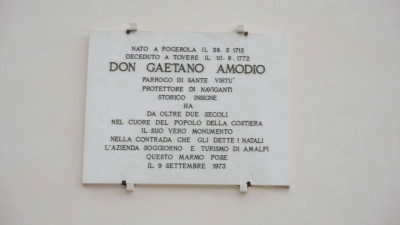 NATO A POGEROLA IL 28. 2 1712
DECEDUTO A TOVERE IL 10. 9. 1772
DON GAETANO AMODIO
PARROCO DI SANTE VIRTU'
PROTETTORE DI NAVIGANTI
STORICO INSIGNE
HA
DA OLTRE DUE SECOLI
NEL CUORE DEL POPOLO DELLA COSTIERA
IL SUO VERO MONUMENTO
NELLA CONTRADA CHE GLI DETTE I NATALI
L'AZIENDA SOGGIORNO E TURISMO DI AMALFI
QUESTO MARMO POSE
IL 9 SETTEMBRE 1973